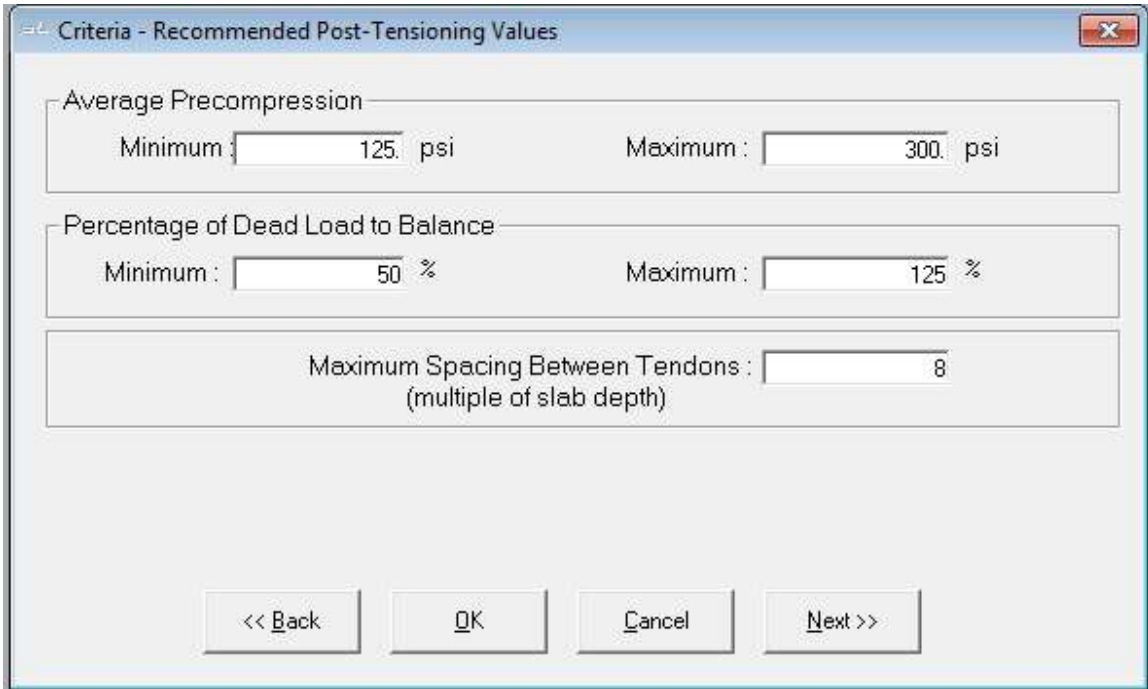 Criteria - Recommended Post-Tensioning Values
Average Precompression
Minimum : 125. psi Maximum : 300. psi
Percentage of Dead Load to Balance
Minimum : 50 % Maximum : 125 %
Maximum Spacing Between Tendons : 8
(multiple of slab depth)
<< Back OK Cancel Next >>